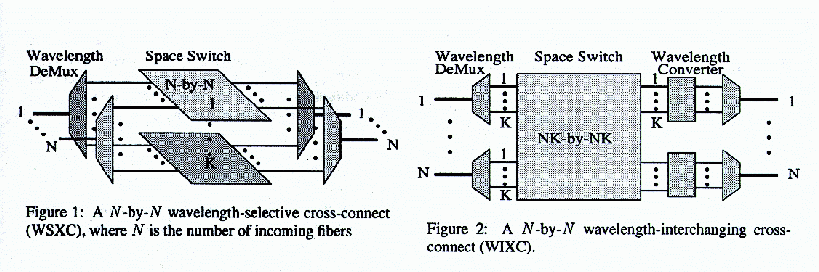 Wavelength
DeMux
Space Switch
N-by-N
1
K
1
N
1
N
Figure 1: A N-by-N wavelength-selective cross-connect
(WSXC), where N is the number of incoming fibers
Wavelength
DeMux
Space Switch
Wavelength
Converter
1
1
K
NK-by-NK
1
K
1
N
1
K
N
Figure 2: A N-by-N wavelength-interchanging cross-
connect (WIXC).